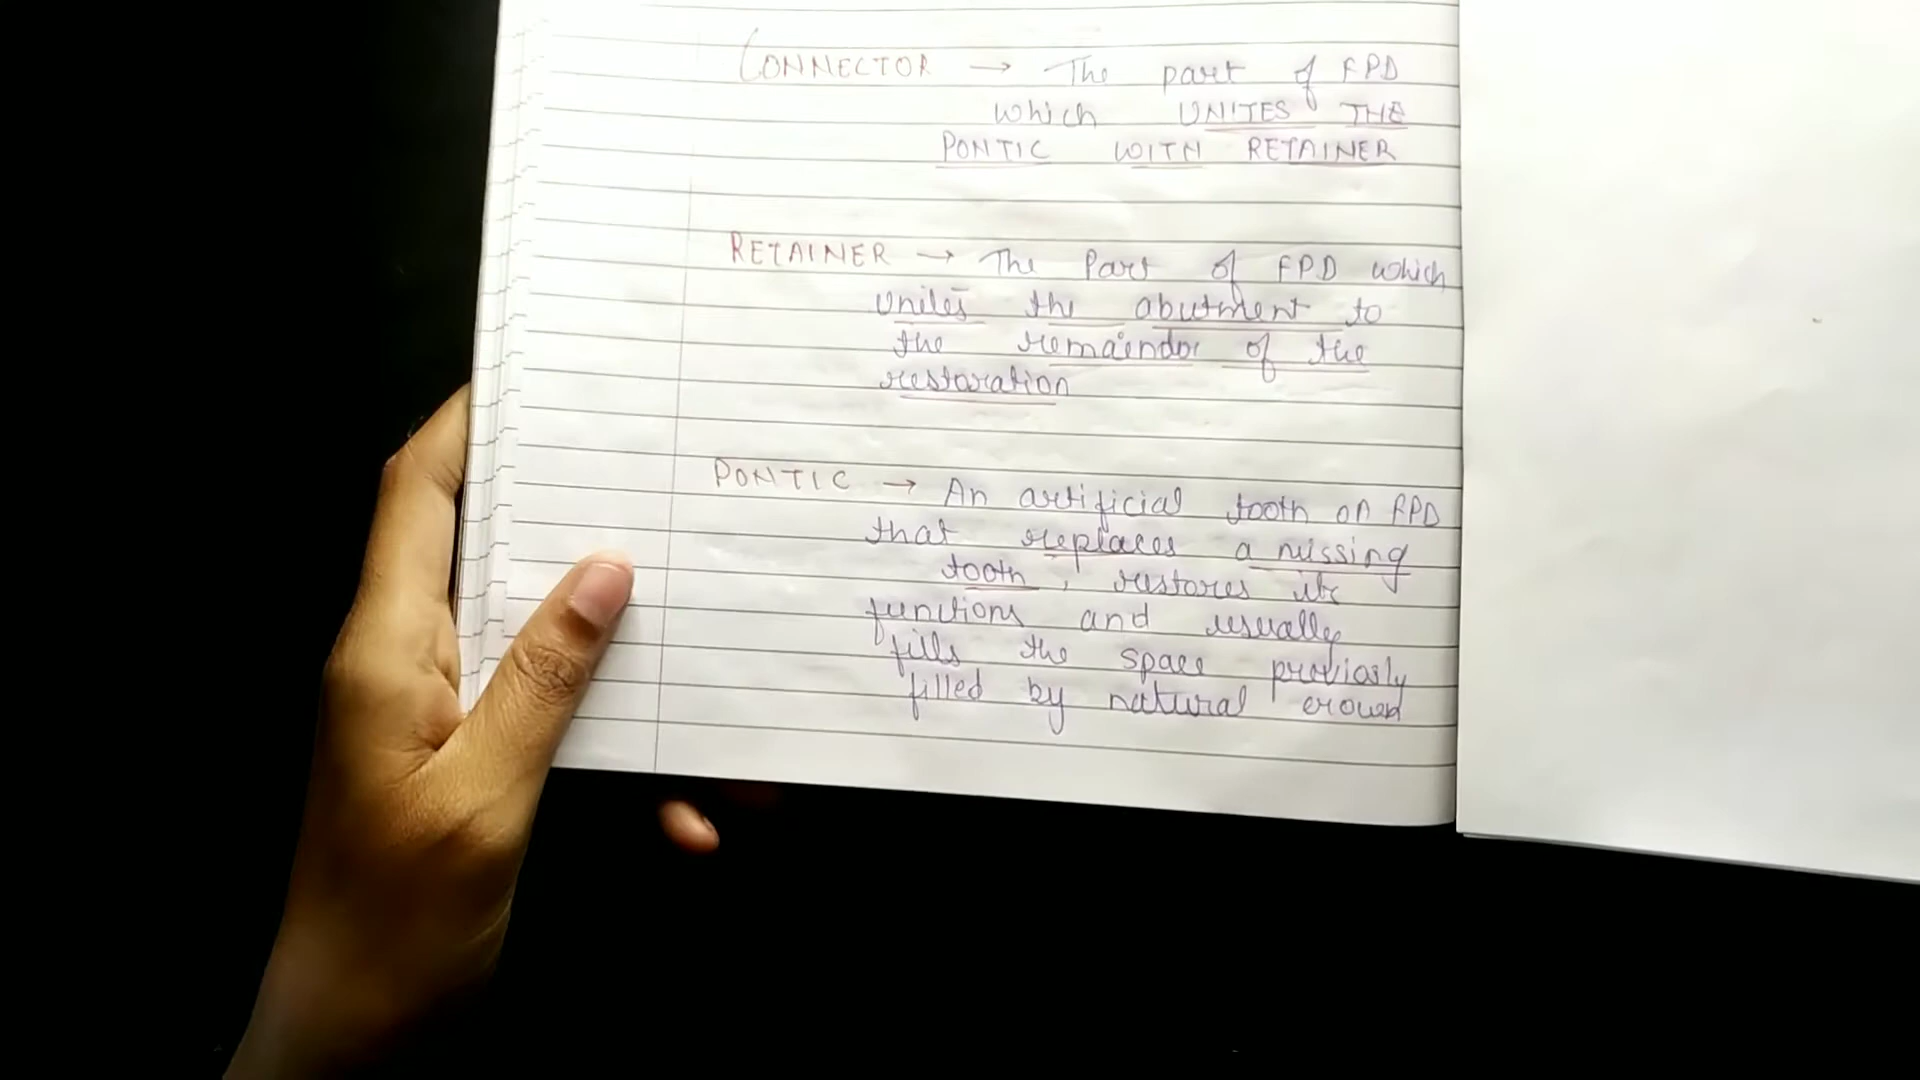 CONNECTOR → The part of FPD
which UNITES THE
PONTIC WITH RETAINER
RETAINER → The Part of FPD which
unites the abutment to
the remaindor of the
restoration
PONTIC → An artificial tooth on FPD
that replaces a missing
tooth, restores its
functions and usually
fills the space previosly
filled by natural crown